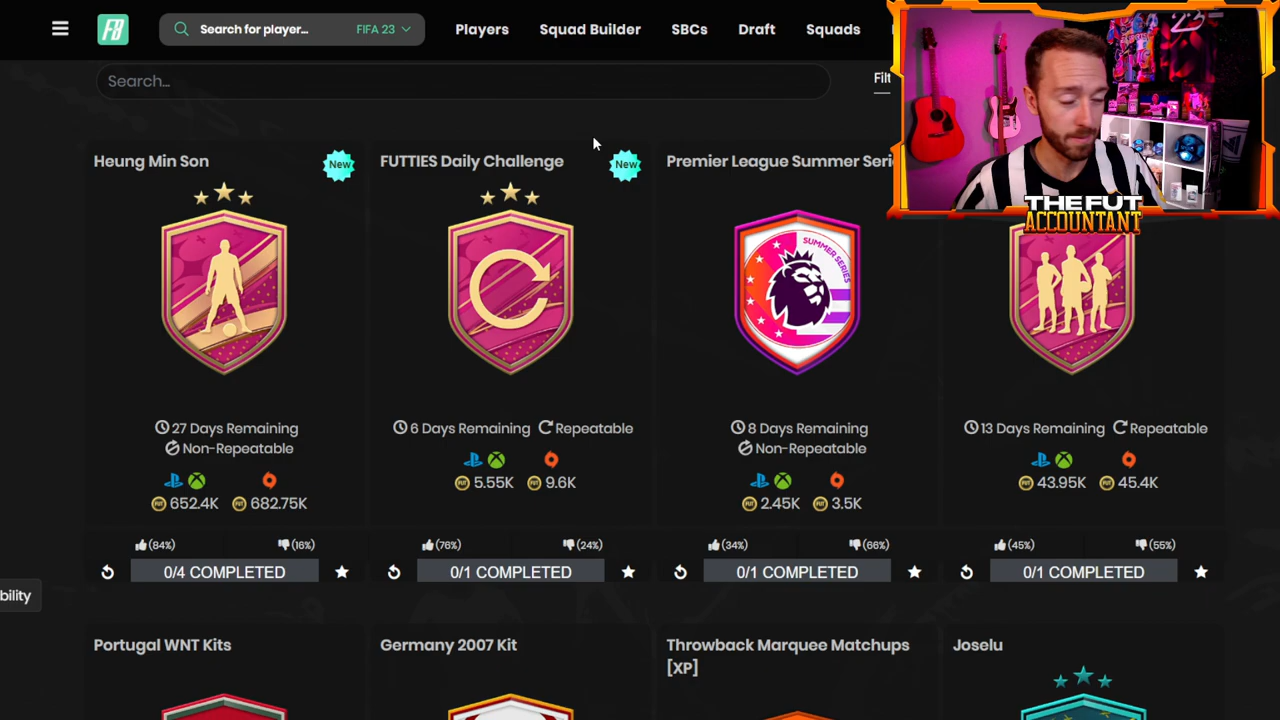 FB
Search for player...
FIFA 23
Players
Squad Builder
SBCs
Draft
Squads
Search...
Heung Min Son
New
FUTTIES Daily Challenge
New
Premier League Summer Seri
SUMMER SERIES
THE FUT
ACCOUNTANT
27 Days Remaining
Non-Repeatable
652.4K
682.75K
6 Days Remaining
Repeatable
5.55K
9.6K
8 Days Remaining
Non-Repeatable
2.45K
3.5K
13 Days Remaining
Repeatable
43.95K
45.4K
(84%)
(16%)
0/4 COMPLETED
(76%)
(24%)
0/1 COMPLETED
(34%)
(66%)
0/1 COMPLETED
(45%)
(55%)
0/1 COMPLETED
bility
Portugal WNT Kits
Germany 2007 Kit
Throwback Marquee Matchups
[XP]
Joselu